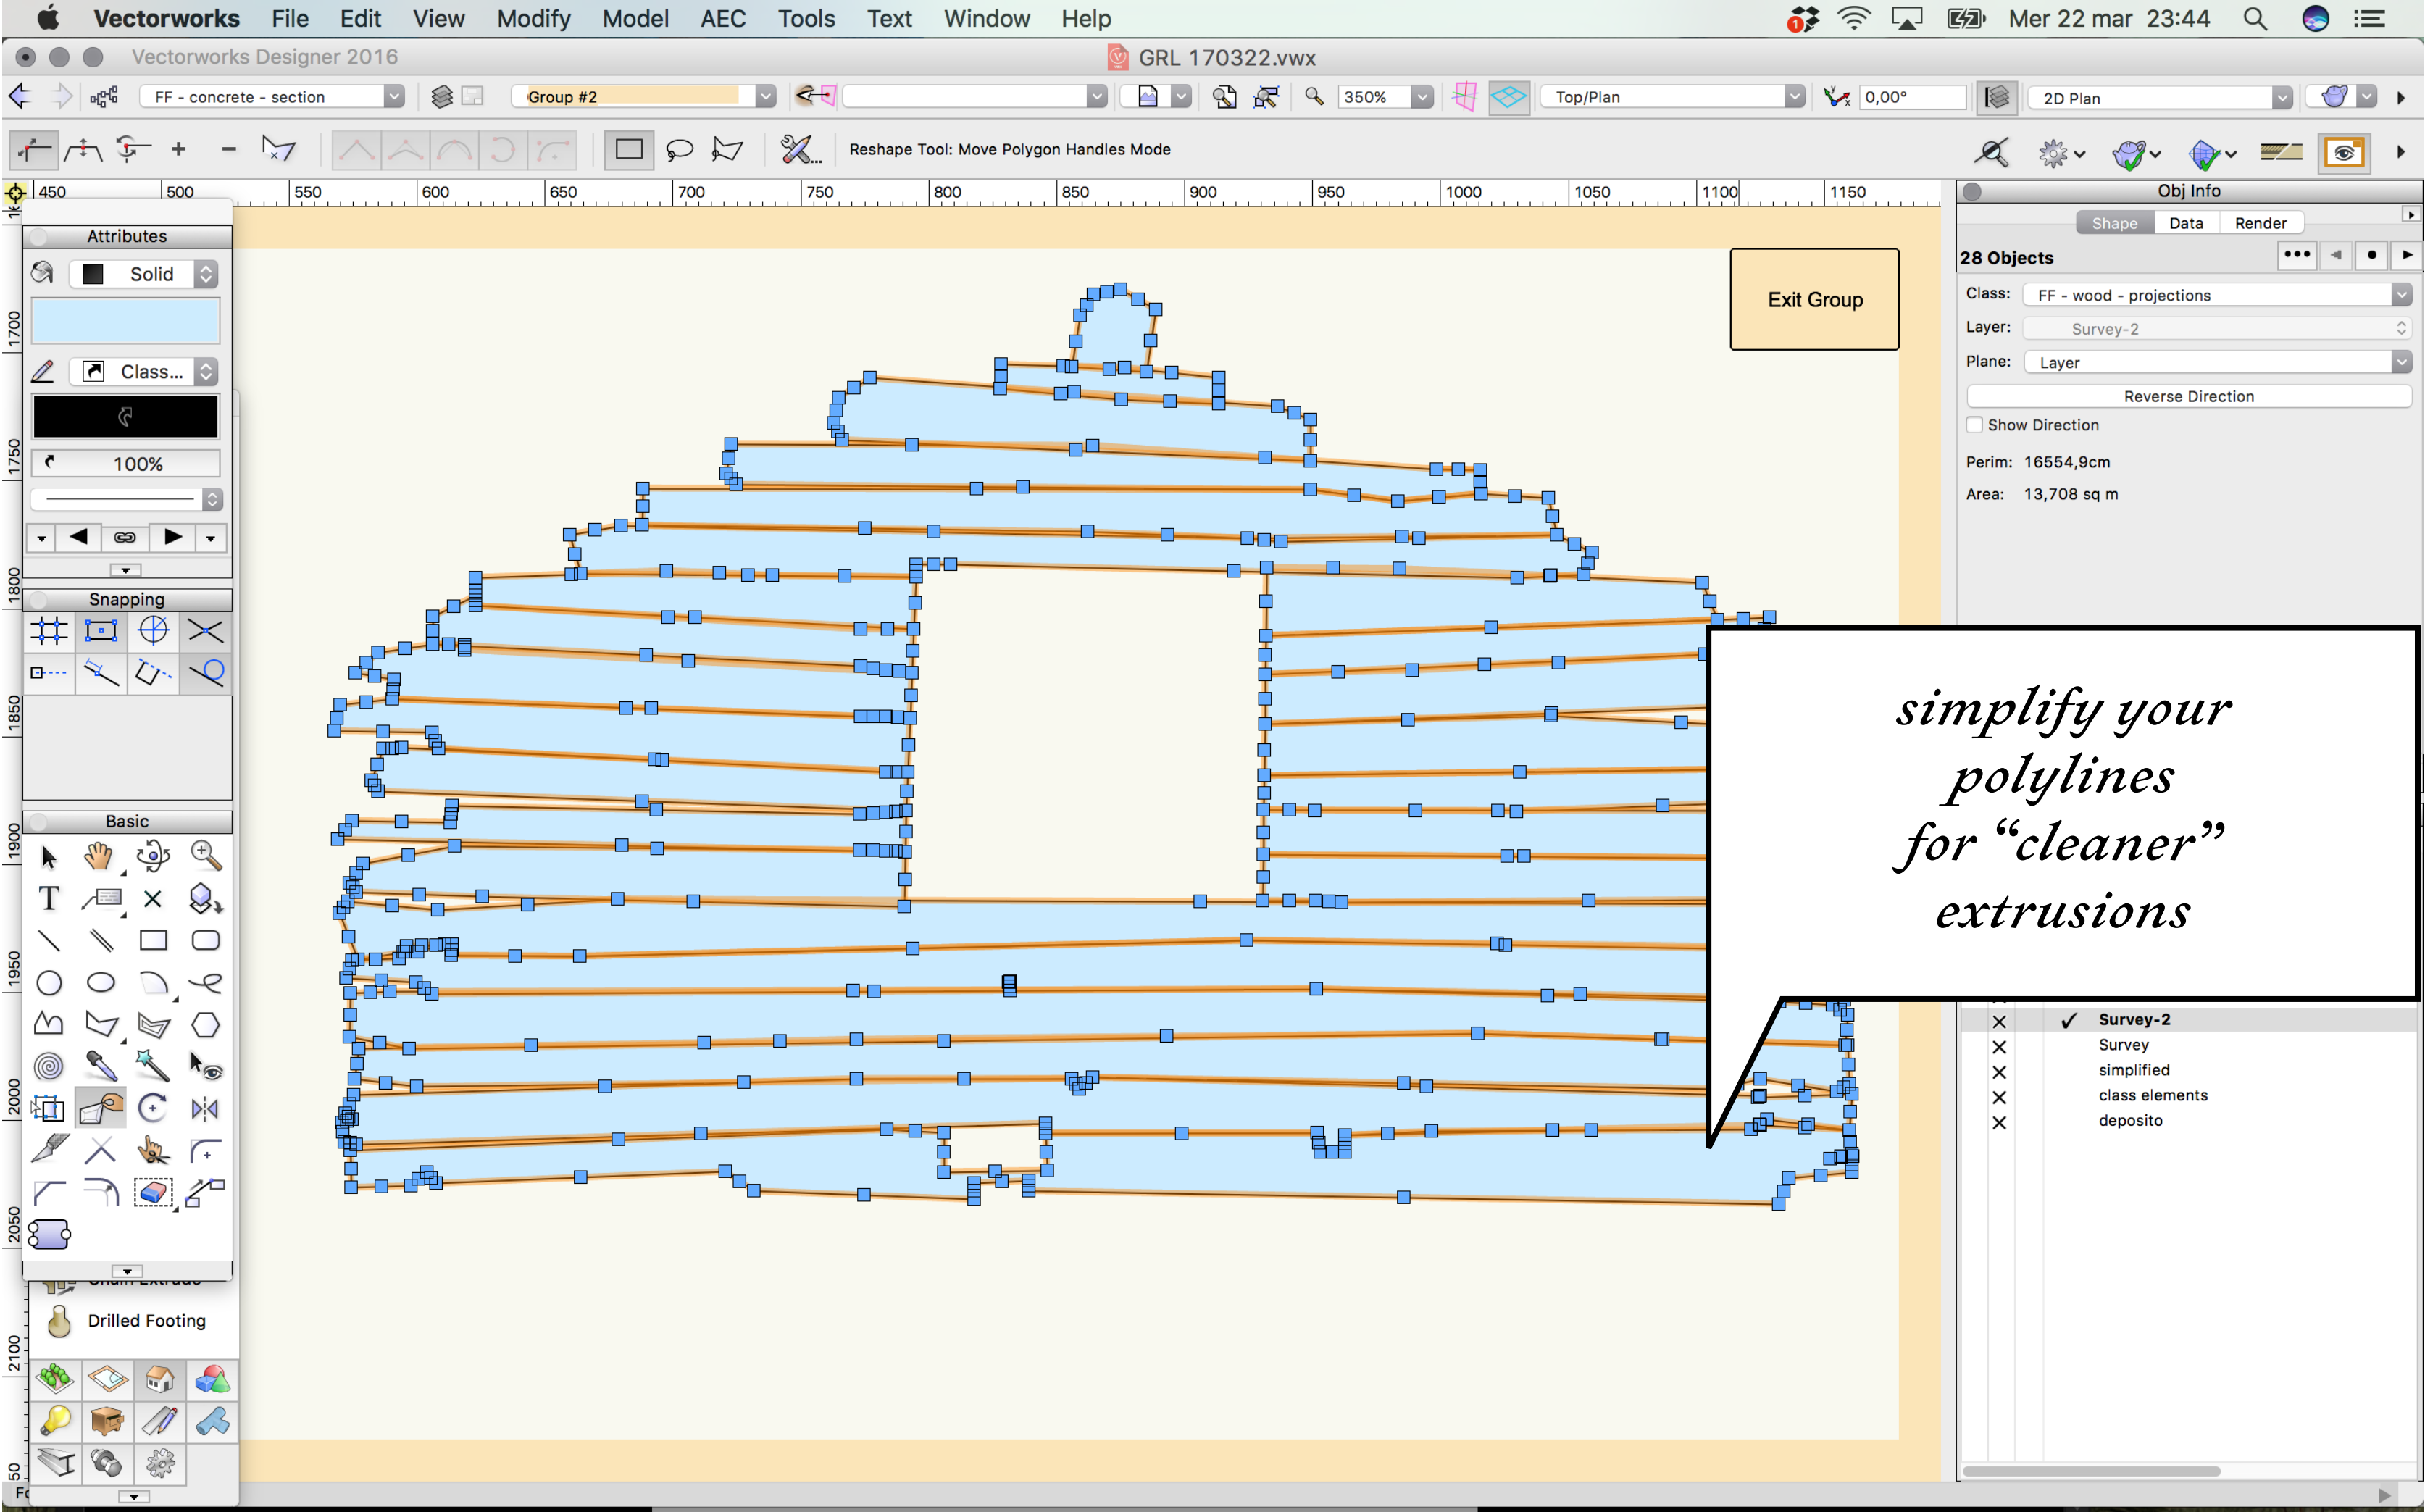 Vectorworks File Edit View Modify Model AEC Tools Text Window Help 1 Mer 22 mar 23:44
Vectorworks Designer 2016 GRL 170322.vwx
FF - concrete - section Group #2 350% Top/Plan 0,00° 2D Plan
Reshape Tool: Move Polygon Handles Mode
450 500 550 600 650 700 750 800 850 900 950 1000 1050 1100 1150
Obj Info
Shape Data Render
28 Objects
Class: FF - wood - projections
Layer: Survey-2
Plane: Layer
Reverse Direction
Show Direction
Perim: 16554,9cm
Area: 13,708 sq m
Attributes
Solid
Class...
100%
Snapping
Basic
Exit Group
1700
1750
1800
1850
1900
1950
2000
2050
2100
simplify your
polylines
for “cleaner”
extrusions
Survey-2
Survey
simplified
class elements
deposito
Chain Extrude
Drilled Footing